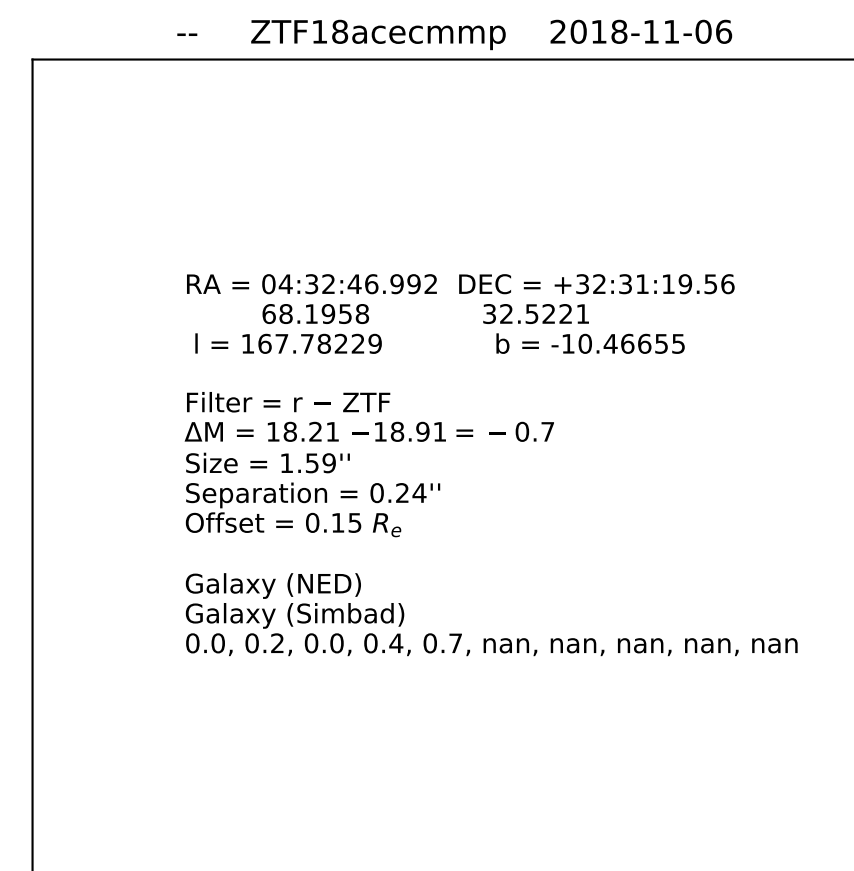 -- ZTF18acecmmp 2018-11-06
RA = 04:32:46.992 DEC = +32:31:19.56
68.1958 32.5221
l = 167.78229 b = -10.46655
Filter = r − ZTF
ΔM = 18.21 −18.91 = − 0.7
Size = 1.59''
Separation = 0.24''
Offset = 0.15 Rₑ
Galaxy (NED)
Galaxy (Simbad)
0.0, 0.2, 0.0, 0.4, 0.7, nan, nan, nan, nan, nan